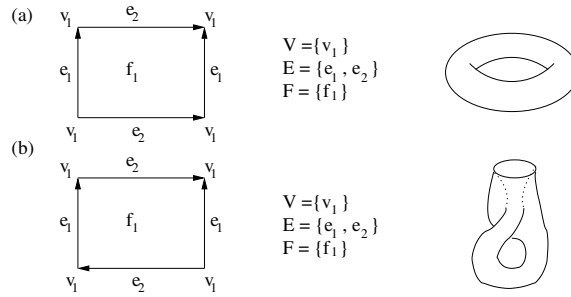 (a)
v₁ e₂ v₁
e₁ f₁ e₁
v₁ e₂ v₁
V = {v₁}
E = {e₁ , e₂ }
F = {f₁}
(b)
v₁ e₂ v₁
e₁ f₁ e₁
v₁ e₂ v₁
V = {v₁}
E = {e₁ , e₂ }
F = {f₁}